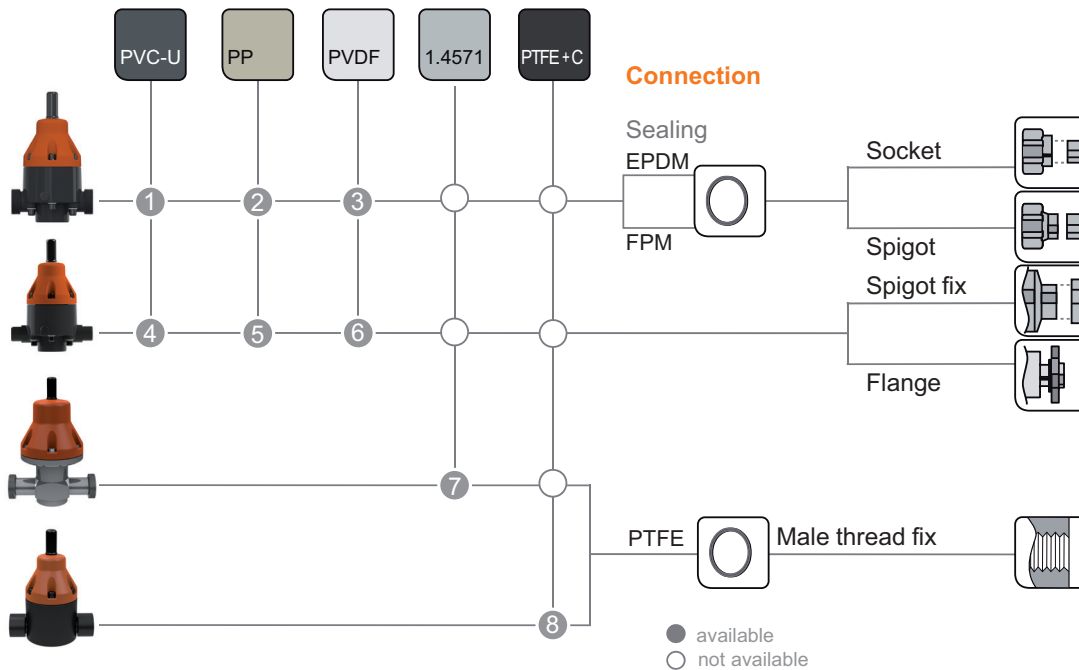 PVC-U
PP
PVDF
1.4571
PTFE+C
Connection
Sealing
EPDM
FPM
Socket
Spigot
1
2
3
Spigot fix
Flange
4
5
6
7
PTFE
Male thread fix
8
available
not available